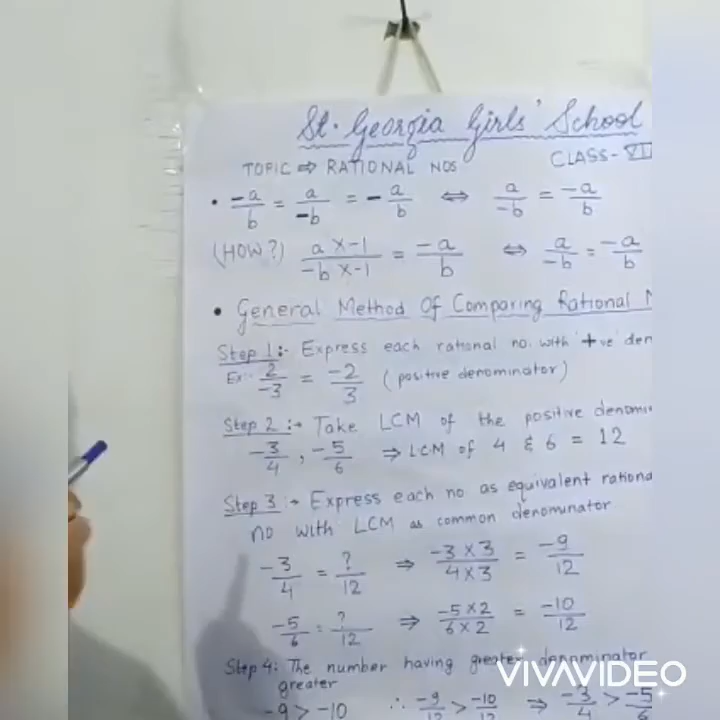 St. Georgia Girls' School
TOPIC ⇒ RATIONAL NOS CLASS-VII
• -a/b = a/-b = -a/b ⇔ a/-b = -a/b
(HOW?) a×-1/-b×-1 = -a/b ⇔ a/-b = -a/b
• General Method Of Comparing Rational N
Step 1:- Express each rational no. with '+ve' den
Ex:- 2/-3 = -2/3 (positive denominator)
Step 2:→ Take LCM of the positive denomi
-3/4, -5/6 ⇒ LCM of 4 & 6 = 12
Step 3:→ Express each no as equivalent rationa
no with LCM as common denominator
-3/4 = ?/12 ⇒ -3×3/4×3 = -9/12
-5/6 = ?/12 ⇒ -5×2/6×2 = -10/12
Step 4: The number having greater denominator
greater
-9 > -10 ∴ -9/12 > -10/12 ⇒ -3/4 > -5/6
VIVAVIDEO